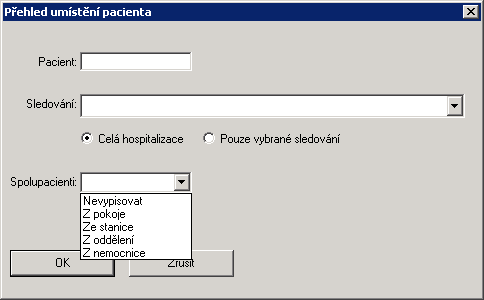 Přehled umístění pacienta
Pacient:
Sledování:
Celá hospitalizace Pouze vybrané sledování
Spolupacienti:
Nevypisovat
Z pokoje
Ze stanice
Z oddělení
Z nemocnice
OK Zrušit